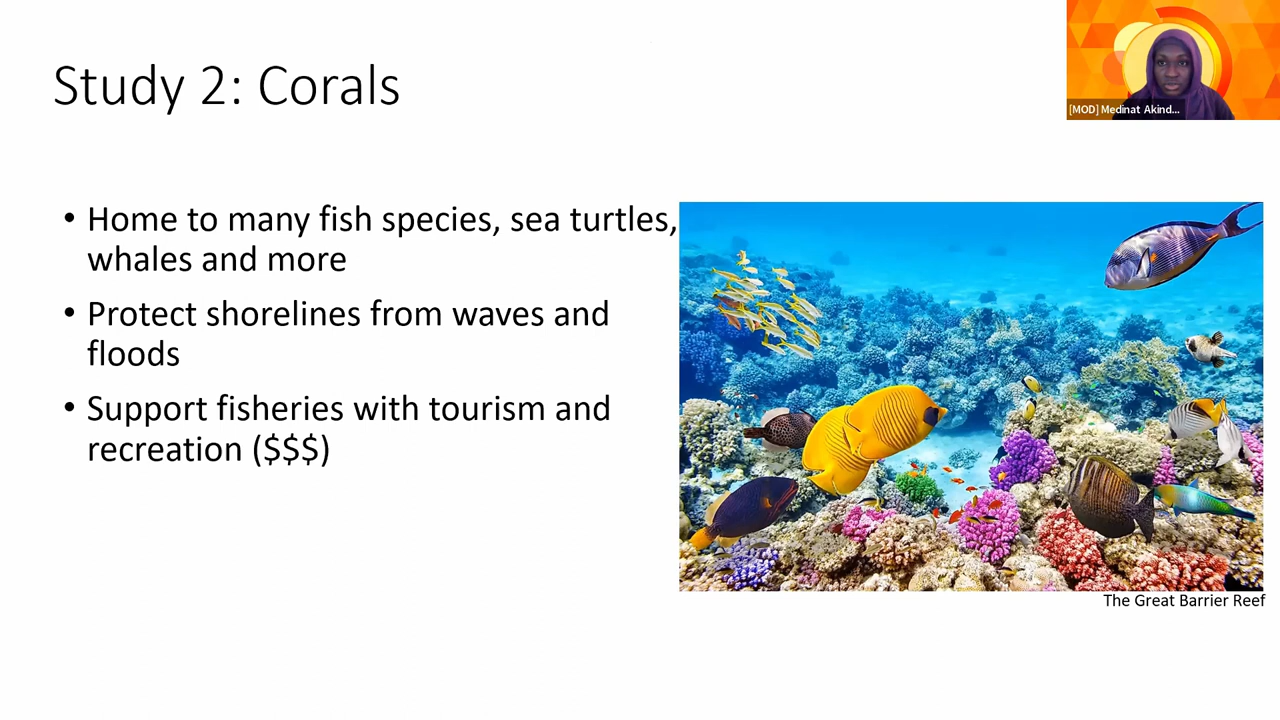 Study 2: Corals
[MOD] Medinat Akind...
• Home to many fish species, sea turtles,
whales and more
• Protect shorelines from waves and
floods
• Support fisheries with tourism and
recreation ($$$)
The Great Barrier Reef